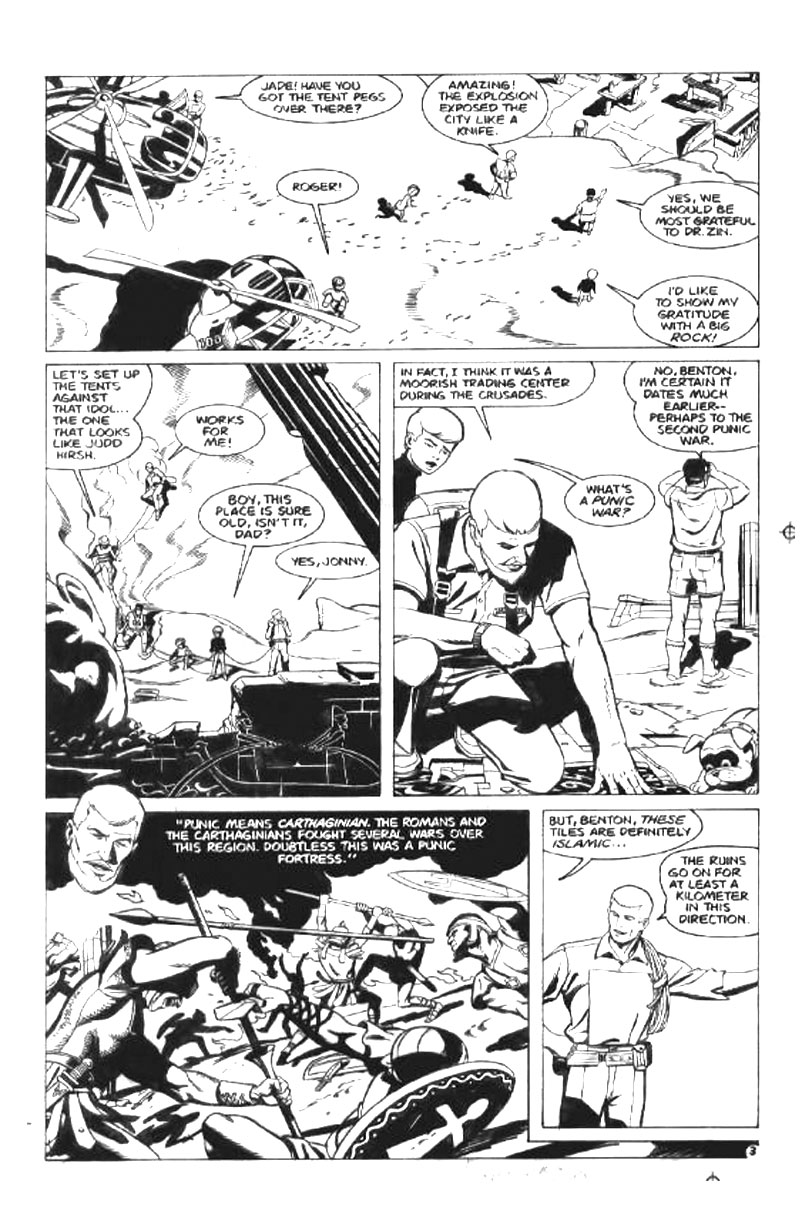 JADE! HAVE YOU
GOT THE TENT PEGS
OVER THERE?
AMAZING!
THE EXPLOSION
EXPOSED THE
CITY LIKE A
KNIFE.
ROGER!
YES, WE
SHOULD BE
MOST GRATEFUL
TO DR. ZIN.
I'D LIKE
TO SHOW MY
GRATITUDE
WITH A BIG
ROCK!
LET'S SET UP
THE TENTS
AGAINST
THAT IDOL...
THE ONE
THAT LOOKS
LIKE JUDD
HIRSH.
WORKS
FOR
ME!
BOY, THIS
PLACE IS SURE
OLD, ISN'T IT,
DAD?
YES, JONNY.
IN FACT, I THINK IT WAS A
MOORISH TRADING CENTER
DURING THE CRUSADES.
NO, BENTON,
I'M CERTAIN IT
DATES MUCH
EARLIER--
PERHAPS TO THE
SECOND PUNIC
WAR.
WHAT'S
A PUNIC
WAR?
"PUNIC MEANS CARTHAGINIAN. THE ROMANS AND
THE CARTHAGINIANS FOUGHT SEVERAL WARS OVER
THIS REGION. DOUBTLESS THIS WAS A PUNIC
FORTRESS."
BUT, BENTON, THESE
TILES ARE DEFINITELY
ISLAMIC...
THE RUINS
GO ON FOR
AT LEAST A
KILOMETER
IN THIS
DIRECTION.
3